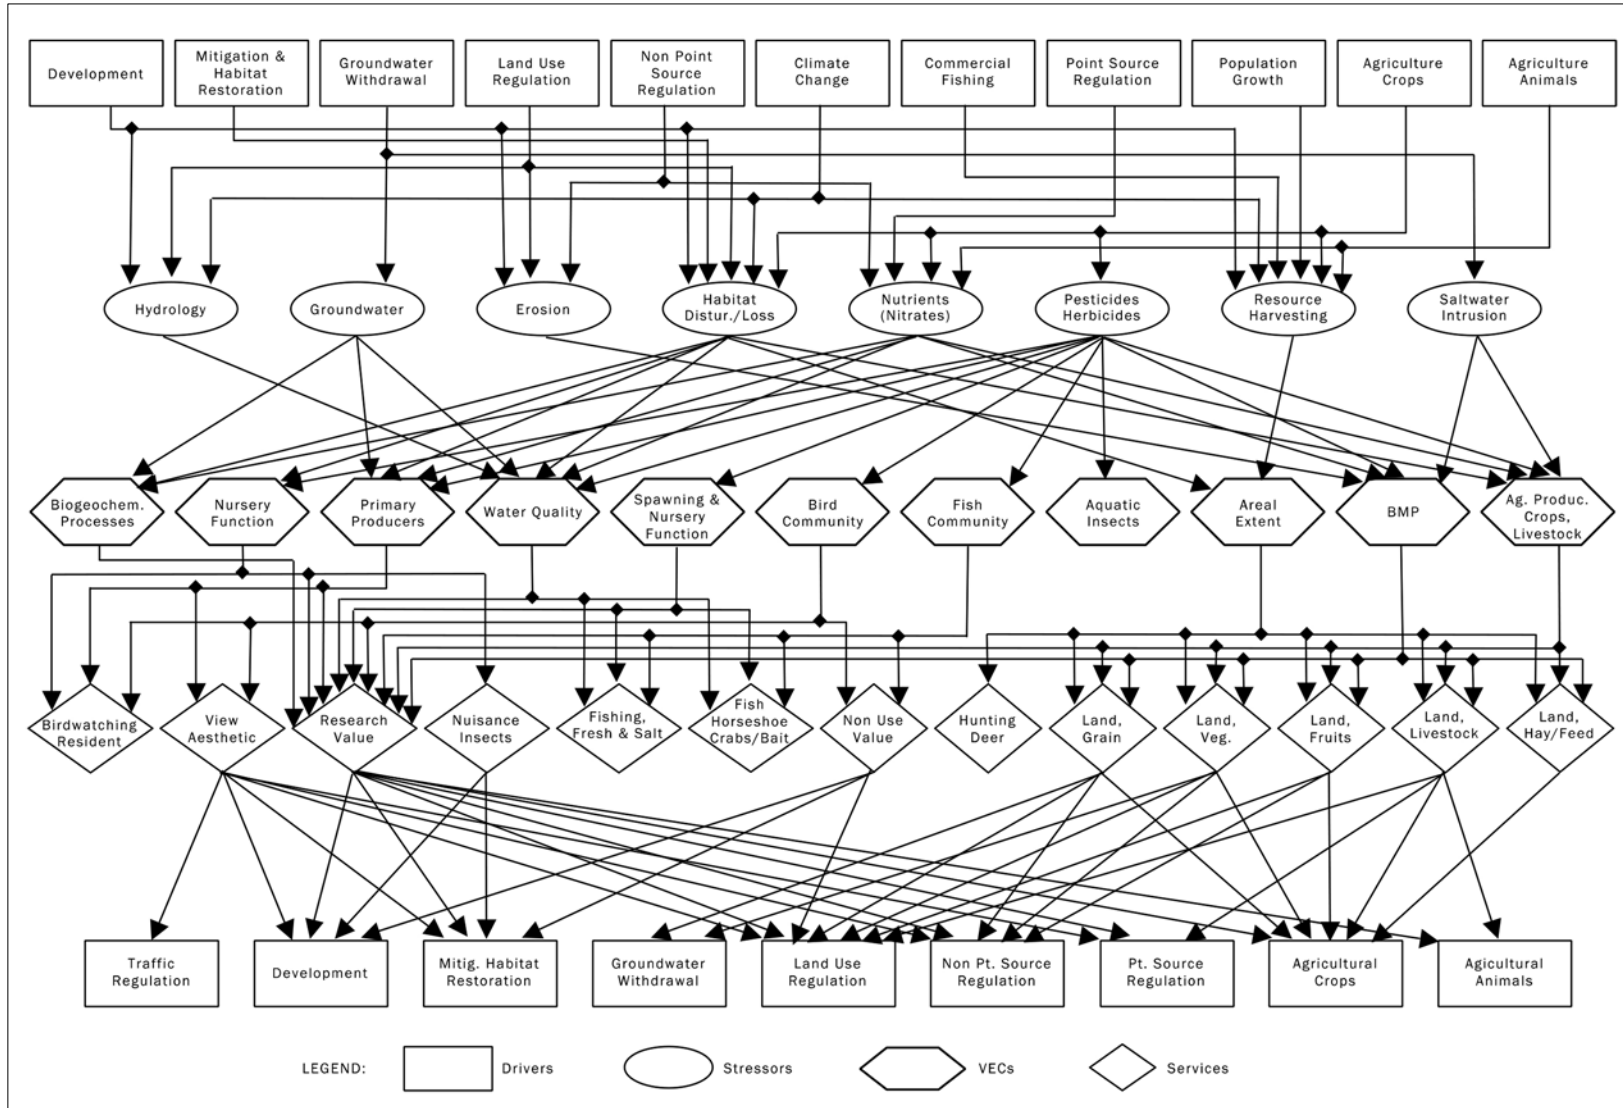 Development
Mitigation &
Habitat
Restoration
Groundwater
Withdrawal
Land Use
Regulation
Non Point
Source
Regulation
Climate
Change
Commercial
Fishing
Point Source
Regulation
Population
Growth
Agriculture
Crops
Agriculture
Animals
Hydrology
Groundwater
Erosion
Habitat
Distur./Loss
Nutrients
(Nitrates)
Pesticides
Herbicides
Resource
Harvesting
Saltwater
Intrusion
Biogeochem.
Processes
Nursery
Function
Primary
Producers
Water Quality
Spawning &
Nursery
Function
Bird
Community
Fish
Community
Aquatic
Insects
Areal
Extent
BMP
Ag. Produc.
Crops,
Livestock
Birdwatching
Resident
View
Aesthetic
Research
Value
Nuisance
Insects
Fishing,
Fresh & Salt
Fish
Horseshoe
Crabs/Bait
Non Use
Value
Hunting
Deer
Land,
Grain
Land,
Veg.
Land,
Fruits
Land,
Livestock
Land,
Hay/Feed
Traffic
Regulation
Development
Mitig. Habitat
Restoration
Groundwater
Withdrawal
Land Use
Regulation
Non Pt. Source
Regulation
Pt. Source
Regulation
Agricultural
Crops
Agicultural
Animals
LEGEND:
Drivers
Stressors
VECs
Services